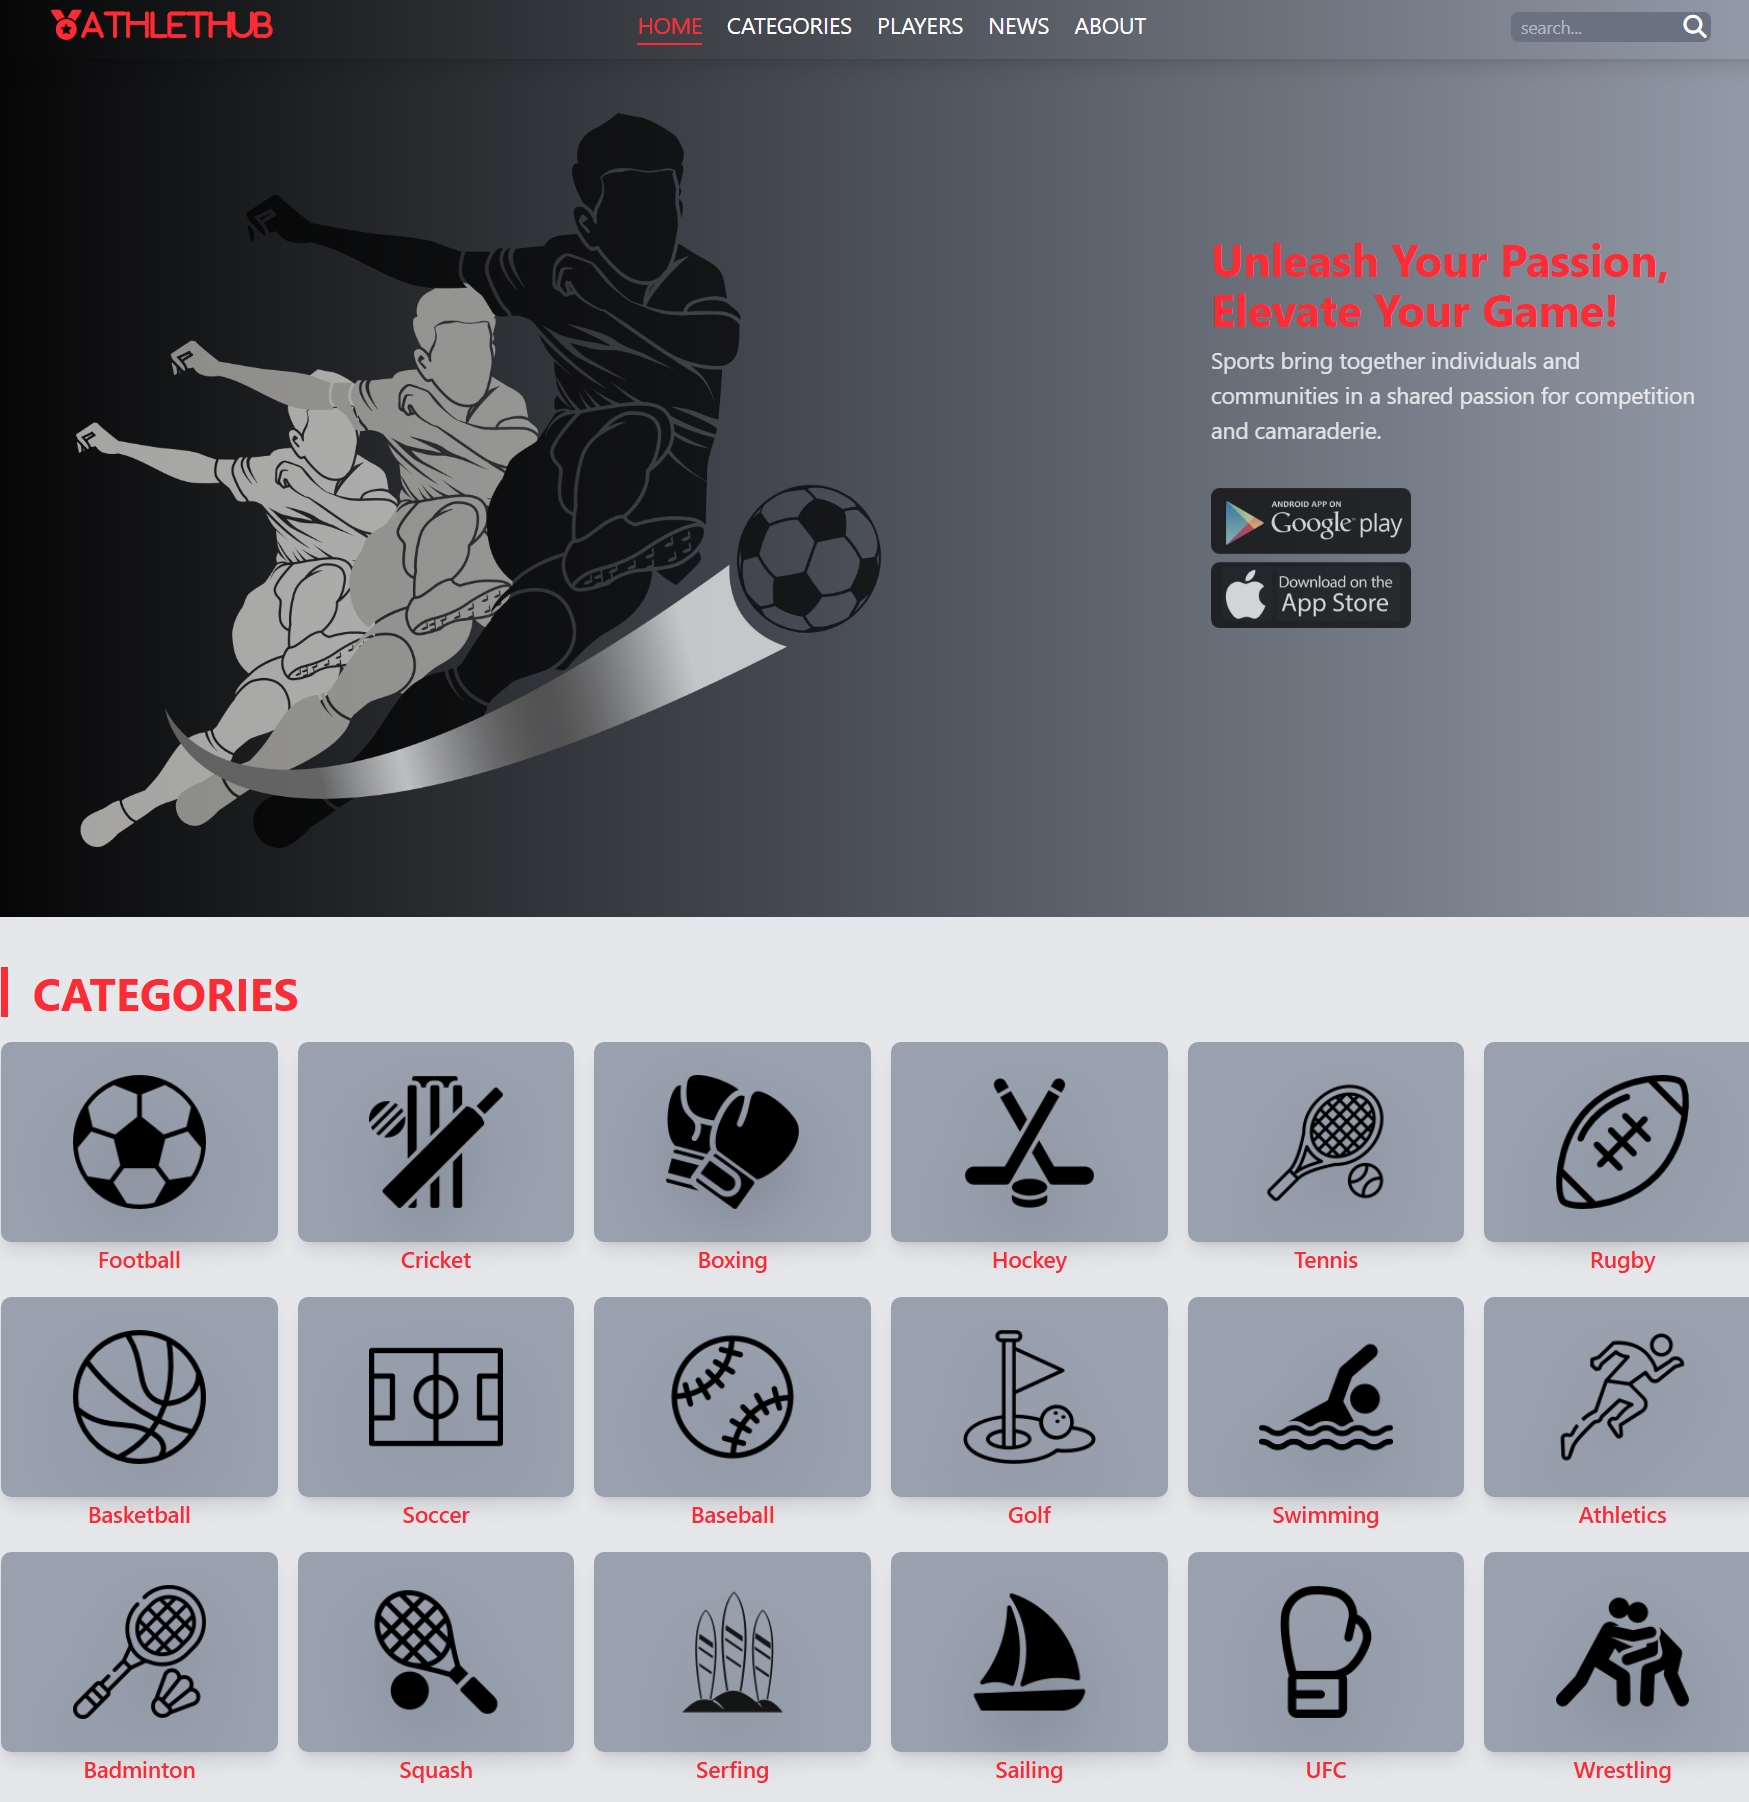 ATHLETHUB
HOME CATEGORIES PLAYERS NEWS ABOUT
search...
Unleash Your Passion,
Elevate Your Game!
Sports bring together individuals and
communities in a shared passion for competition
and camaraderie.
ANDROID APP ON
Google play
Download on the
App Store
CATEGORIES
Football Cricket Boxing Hockey Tennis Rugby
Basketball Soccer Baseball Golf Swimming Athletics
Badminton Squash Serfing Sailing UFC Wrestling